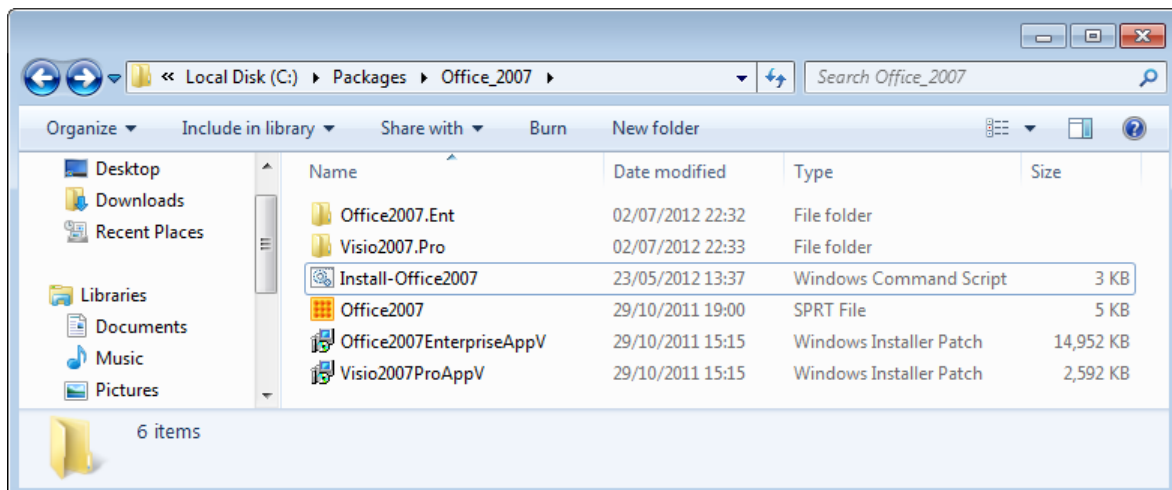 « Local Disk (C:) ▸ Packages ▸ Office_2007 ▸ Search Office_2007
Organize Include in library Share with Burn New folder
Desktop
Downloads
Recent Places
Libraries
Documents
Music
Pictures
Name Date modified Type Size
Office2007.Ent 02/07/2012 22:32 File folder
Visio2007.Pro 02/07/2012 22:33 File folder
Install-Office2007 23/05/2012 13:37 Windows Command Script 3 KB
Office2007 29/10/2011 19:00 SPRT File 5 KB
Office2007EnterpriseAppV 29/10/2011 15:15 Windows Installer Patch 14,952 KB
Visio2007ProAppV 29/10/2011 15:15 Windows Installer Patch 2,592 KB
6 items